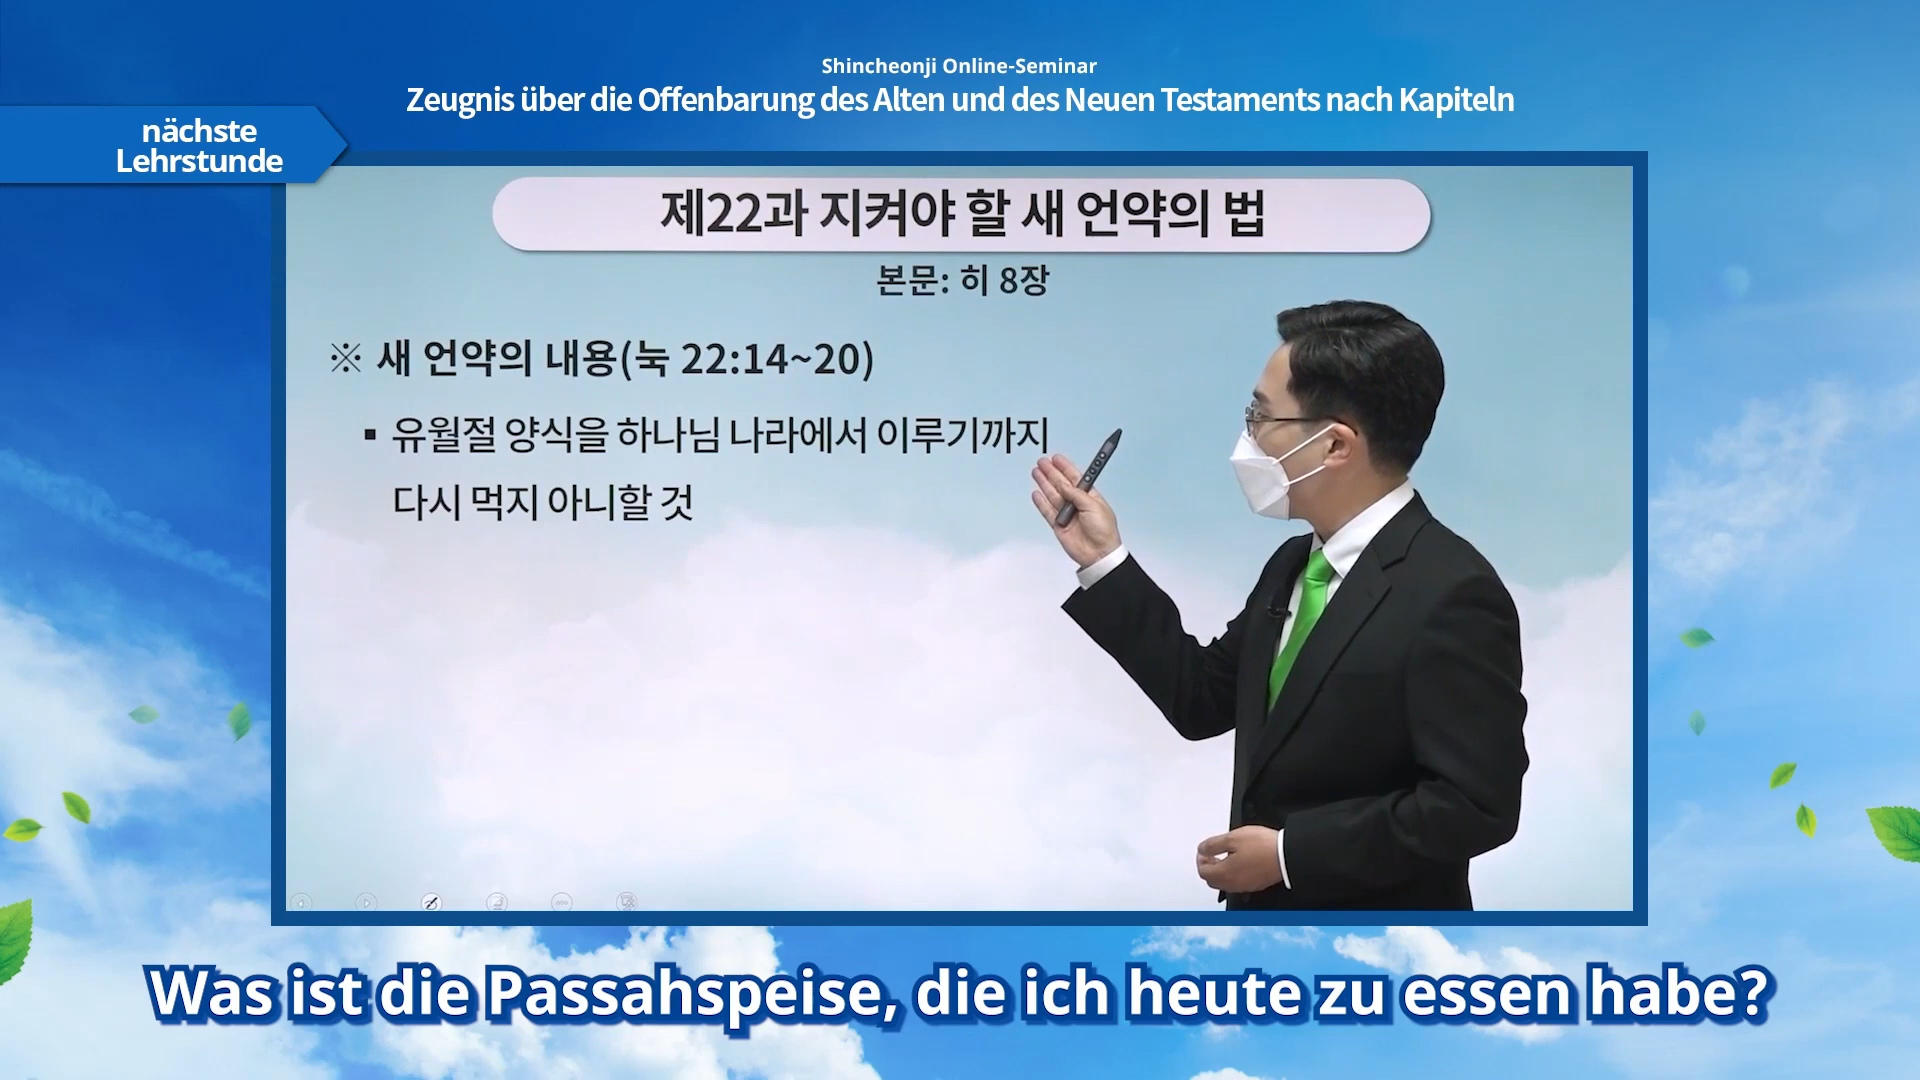 Shincheonji Online-Seminar
Zeugnis über die Offenbarung des Alten und des Neuen Testaments nach Kapiteln
nächste
Lehrstunde
제22과 지켜야 할 새 언약의 법
본문: 히 8장
※ 새 언약의 내용(눅 22:14~20)
▪ 유월절 양식을 하나님 나라에서 이루기까지
다시 먹지 아니할 것
Was ist die Passahspeise, die ich heute zu essen habe?